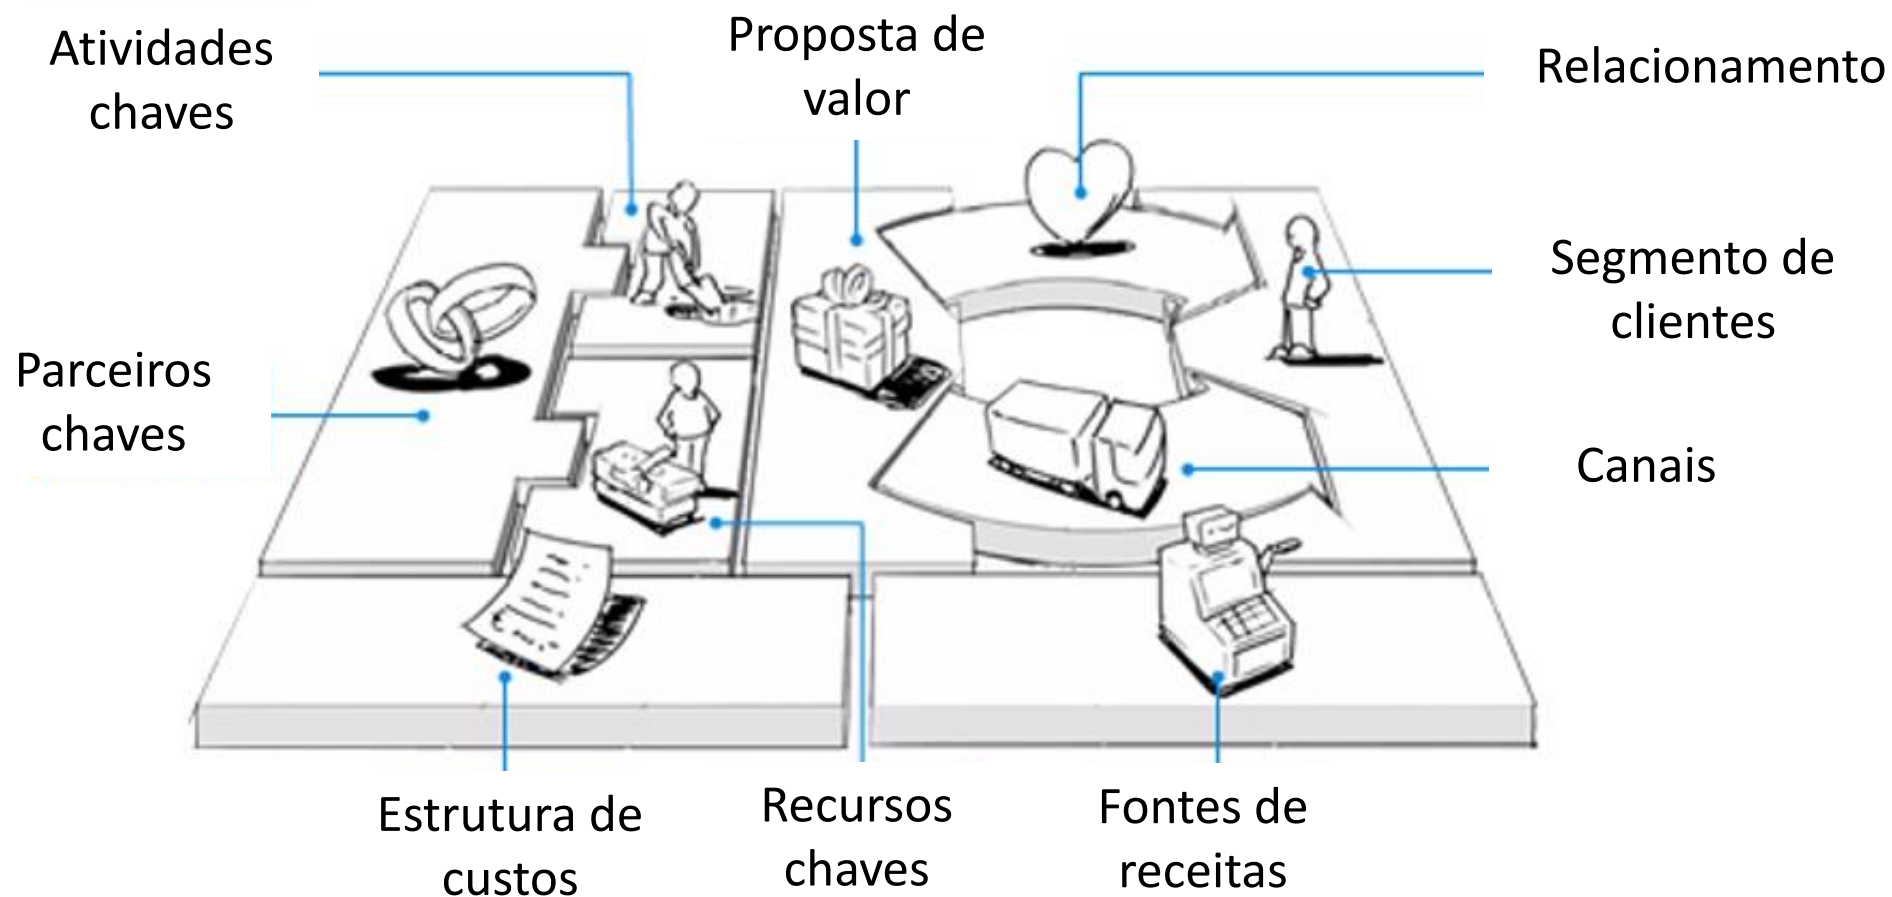 Atividades
chaves
Proposta de
valor
Relacionamento
Segmento de
clientes
Parceiros
chaves
Canais
Estrutura de
custos
Recursos
chaves
Fontes de
receitas